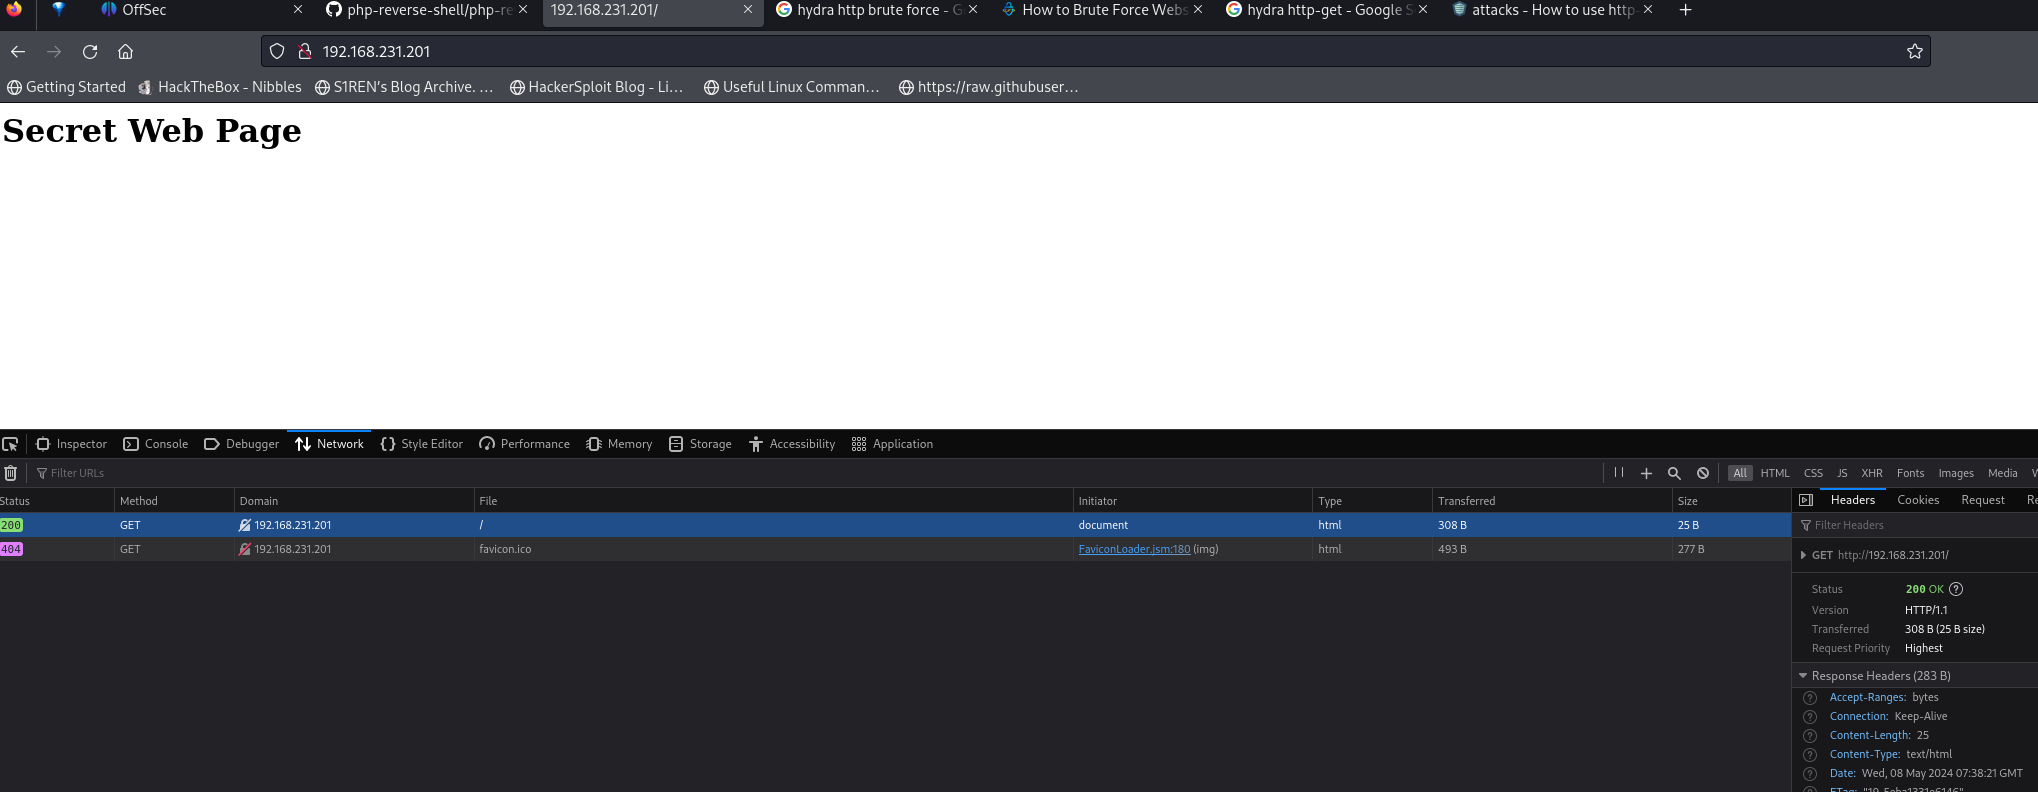 OffSec php-reverse-shell/php-re 192.168.231.201/ hydra http brute force - G How to Brute Force Webs hydra http-get - Google S attacks - How to use http-
192.168.231.201
Getting Started HackTheBox - Nibbles S1REN's Blog Archive. ... HackerSploit Blog - Li... Useful Linux Comman... https://raw.githubuser...
Secret Web Page
Inspector Console Debugger Network Style Editor Performance Memory Storage Accessibility Application
Filter URLs All HTML CSS JS XHR Fonts Images Media
Status Method Domain File Initiator Type Transferred Size Headers Cookies Request Re
200 GET 192.168.231.201 / document html 308 B 25 B Filter Headers
404 GET 192.168.231.201 favicon.ico FaviconLoader.jsm:180 (img) html 493 B 277 B
GET http://192.168.231.201/
Status 200 OK
Version HTTP/1.1
Transferred 308 B (25 B size)
Request Priority Highest
Response Headers (283 B)
Accept-Ranges: bytes
Connection: Keep-Alive
Content-Length: 25
Content-Type: text/html
Date: Wed, 08 May 2024 07:38:21 GMT